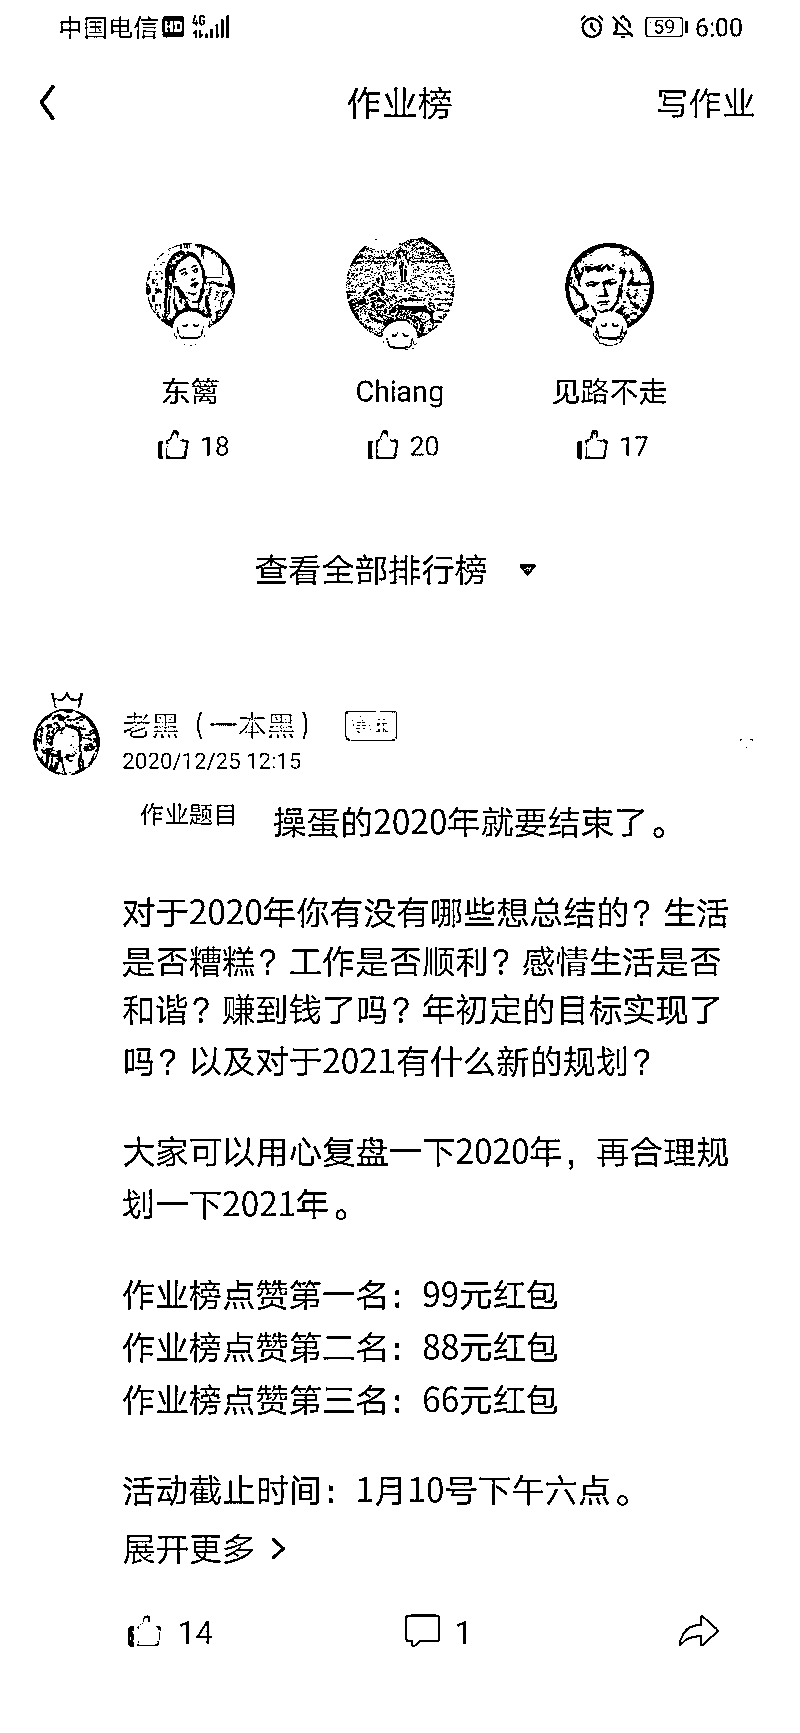 中国电信 HD 4G 59 6:00
作业榜 写作业
东篱 Chiang 见路不走
18 20 17
查看全部排行榜
老黑（一本黑）
2020/12/25 12:15
作业题目 操蛋的2020年就要结束了。
对于2020年你有没有哪些想总结的？生活
是否糟糕？工作是否顺利？感情生活是否
和谐？赚到钱了吗？年初定的目标实现了
吗？以及对于2021有什么新的规划？
大家可以用心复盘一下2020年，再合理规
划一下2021年。
作业榜点赞第一名：99元红包
作业榜点赞第二名：88元红包
作业榜点赞第三名：66元红包
活动截止时间：1月10号下午六点。
展开更多
14 1